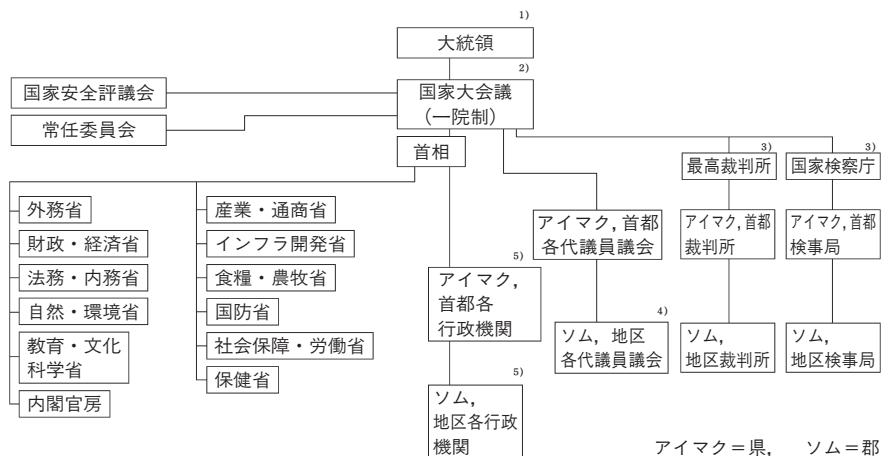 1)
大統領
2)
国家大会議
（一院制）
国家安全評議会
常任委員会
首相
3)
最高裁判所
3)
国家検察庁
外務省
財政・経済省
法務・内務省
自然・環境省
教育・文化
科学省
内閣官房
産業・通商省
インフラ開発省
食糧・農牧省
国防省
社会保障・労働省
保健省
5)
アイマク，
首都各
行政機関
5)
ソム，
地区各行政
機関
アイマク，首都
各代議員議会
4)
ソム，地区
各代議員議会
アイマク，首都
裁判所
ソム，
地区裁判所
アイマク，首都
検事局
ソム，
地区検事局
アイマク＝県，　ソム＝郡